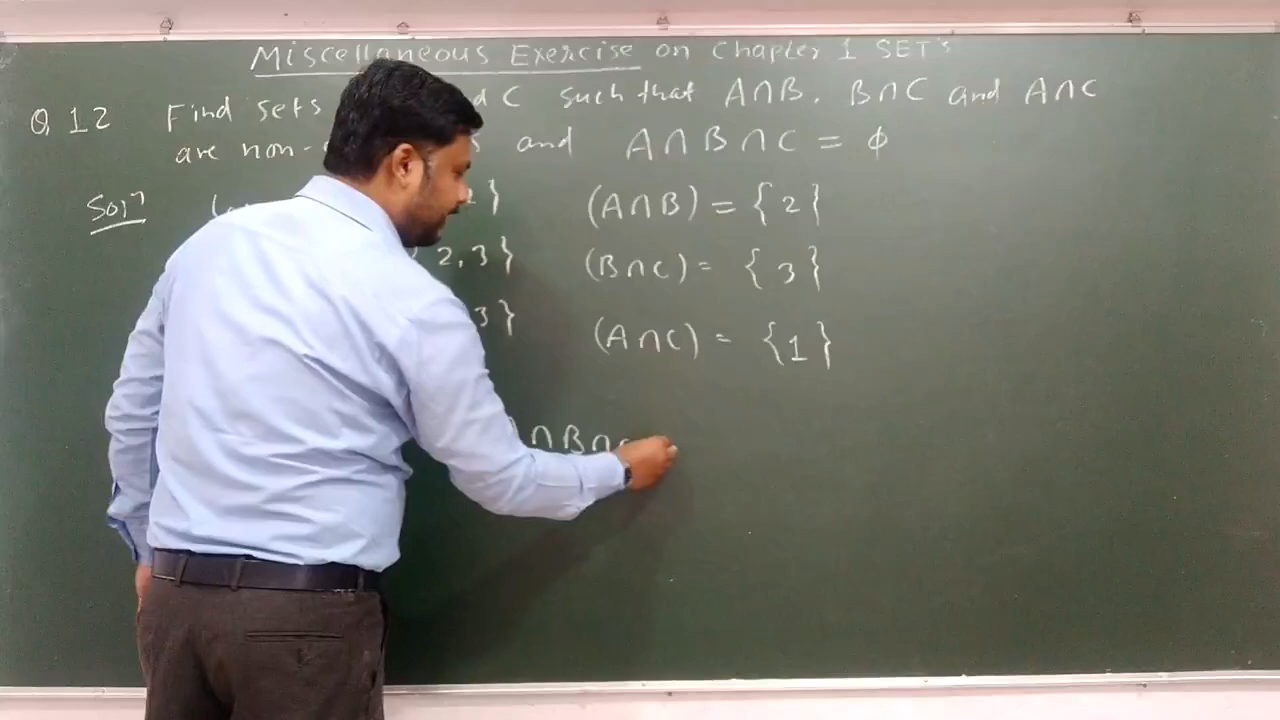 Miscellaneous Exercise on Chapter 1 SET's
Q 12 Find sets C such that A∩B, B∩C and A∩C
are non- and A∩B∩C = ϕ
Solⁿ } (A∩B) = {2}
2,3} (B∩C) = {3}
3} (A∩C) = {1}
∩B∩